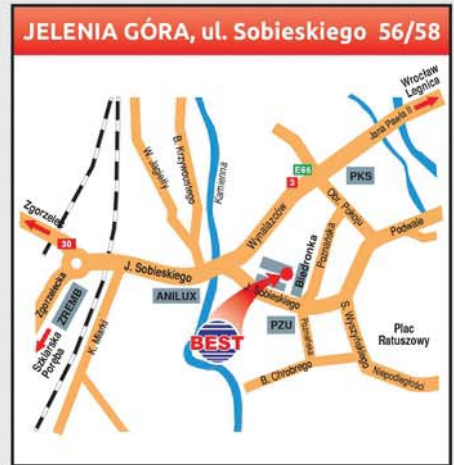 JELENIA GÓRA, ul. Sobieskiego 56/58
Wrocław
Legnica
Jana Pawła II
E65
3
PKS
W. Jagiełły
B. Krzywoustego
Kamienna
Wynalazców
Obr. Pokoju
Zgorzelec
30
Podwale
Poznańska
Biedronka
J. Sobieskiego
J. Sobieskiego
ANILUX
Zgorzelecka
ZREMB
K. Miarki
Szklarska
Poręba
BEST
PZU
Poznańska
S. Wyszyńskiego
Plac
Ratuszowy
B. Chrobrego
Niepodległości